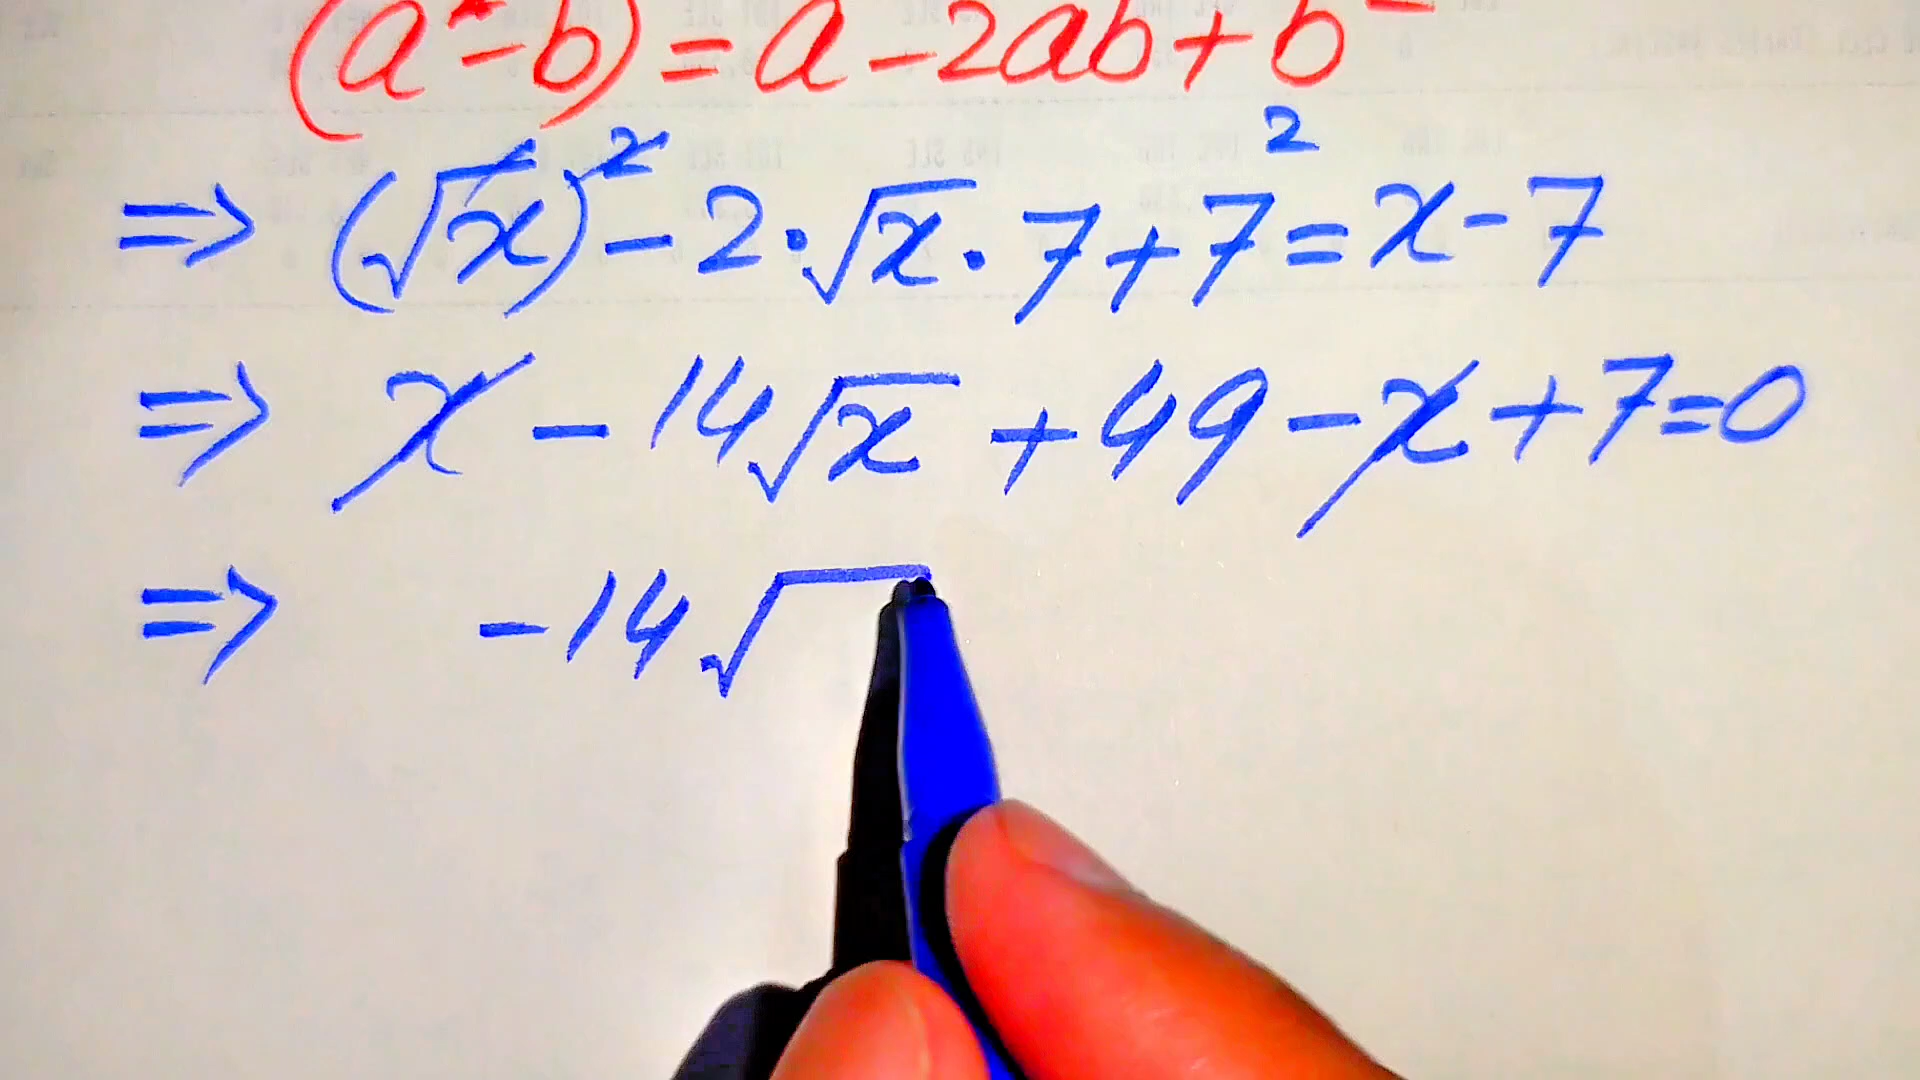 (a - b)² = a² - 2ab + b²
⇒ (√x)² - 2·√x·7 + 7² = x - 7
⇒ x - 14√x + 49 - x + 7 = 0
⇒ -14√